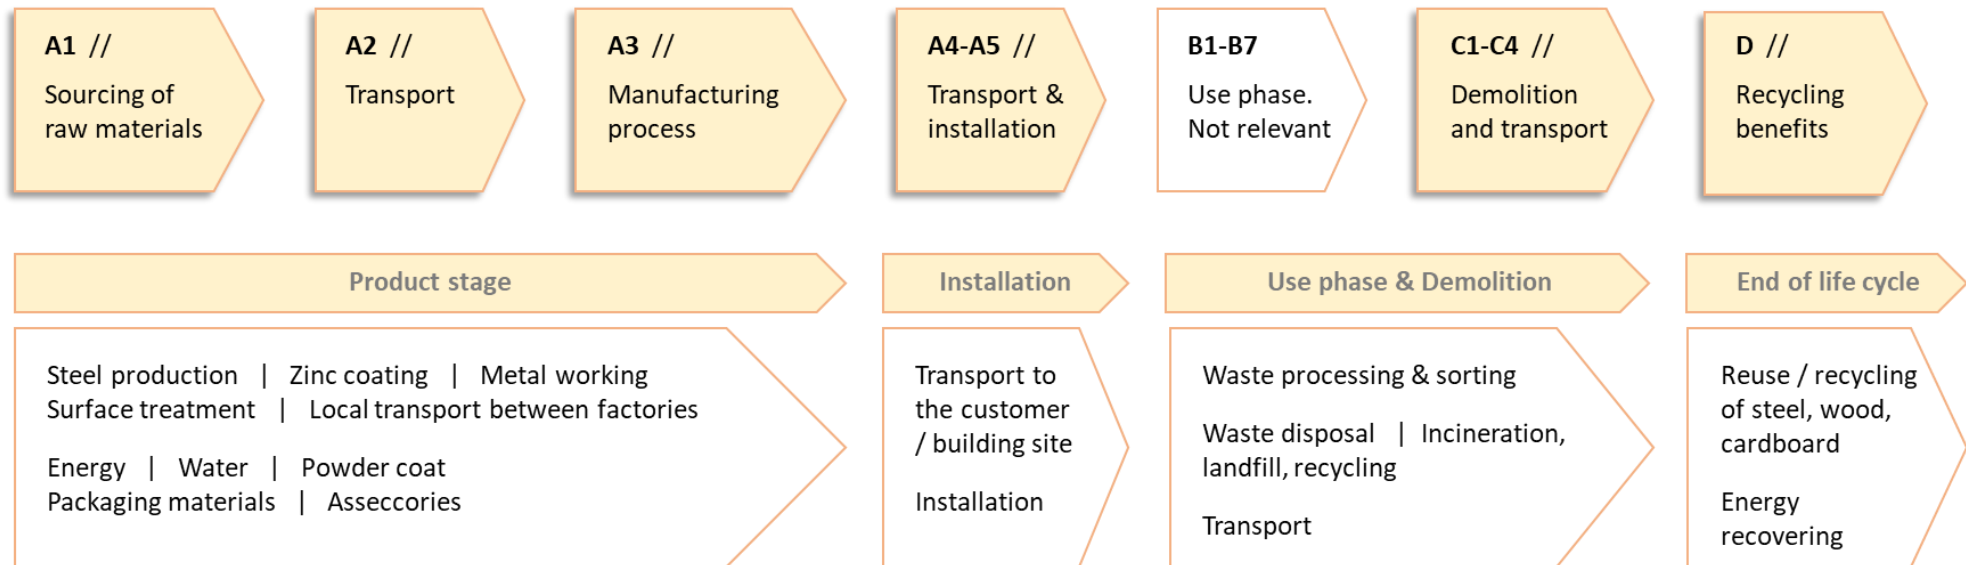 A1 //
Sourcing of
raw materials
A2 //
Transport
A3 //
Manufacturing
process
A4-A5 //
Transport &
installation
B1-B7
Use phase.
Not relevant
C1-C4 //
Demolition
and transport
D //
Recycling
benefits
Product stage
Installation
Use phase & Demolition
End of life cycle
Steel production | Zinc coating | Metal working
Surface treatment | Local transport between factories
Energy | Water | Powder coat
Packaging materials | Asseccories
Transport to
the customer
/ building site
Installation
Waste processing & sorting
Waste disposal | Incineration,
landfill, recycling
Transport
Reuse / recycling
of steel, wood,
cardboard
Energy
recovering